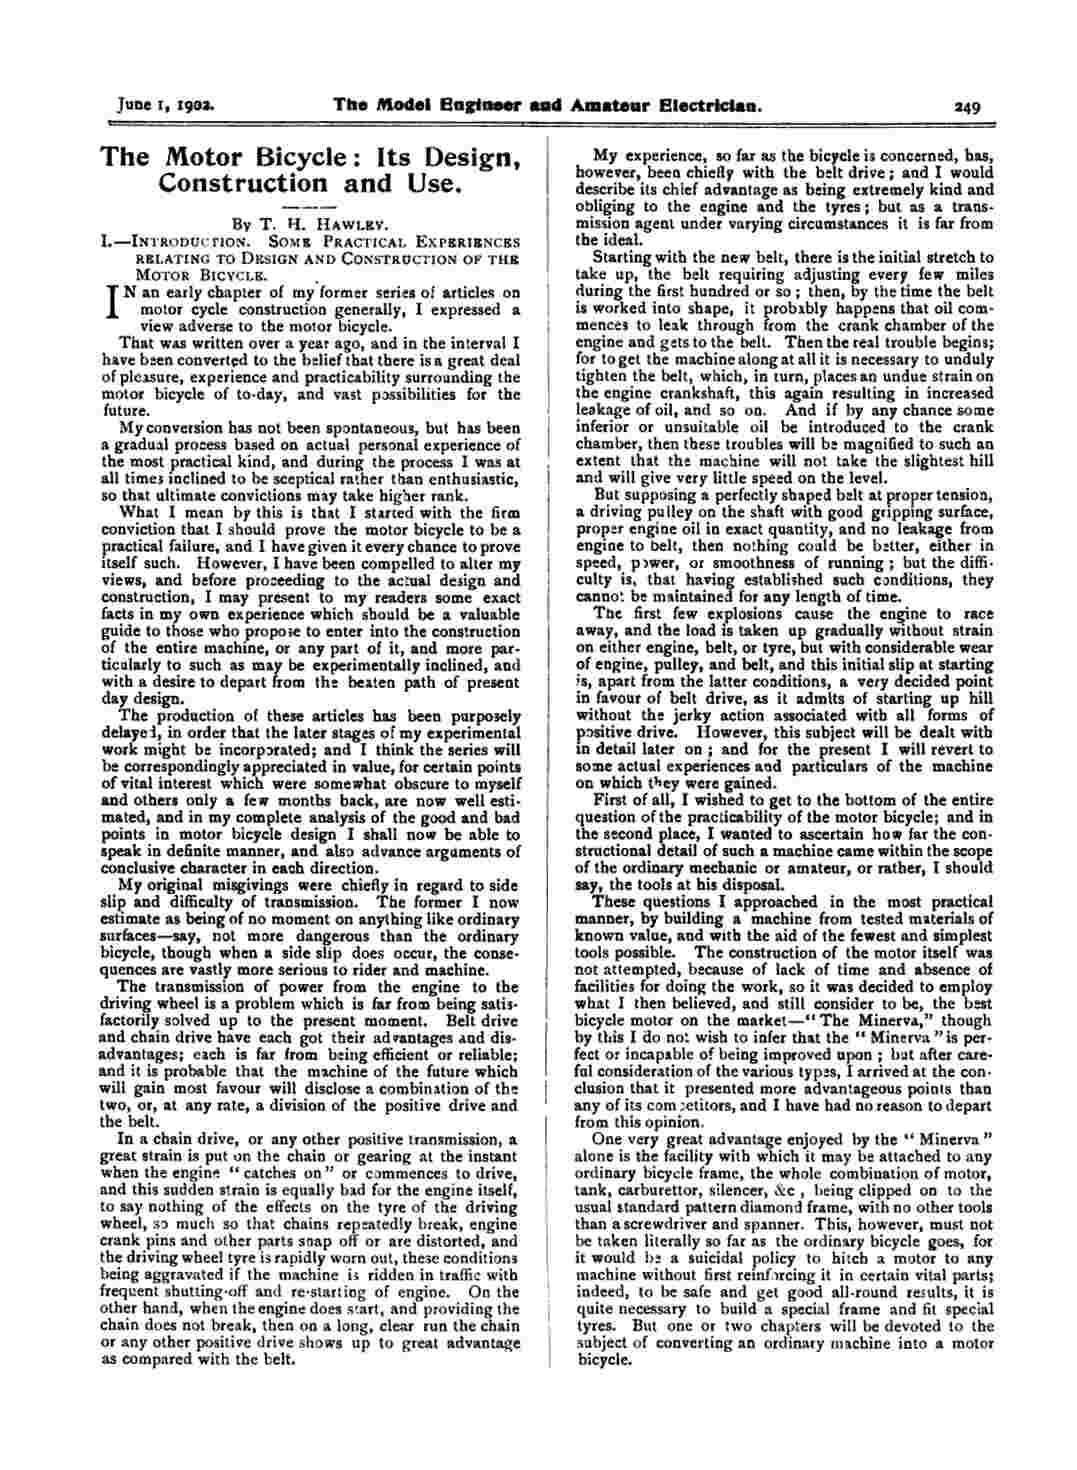 June 1, 1902.
The Model Engineer and Amateur Electrician.
249
The Motor Bicycle: Its Design,
Construction and Use.
By T. H. Hawley.
I.—Introduction. Some Practical Experiences
relating to Design and Construction of the
Motor Bicycle.
IN an early chapter of my former series of articles on
motor cycle construction generally, I expressed a
view adverse to the motor bicycle.
That was written over a year ago, and in the interval I
have been converted to the belief that there is a great deal
of pleasure, experience and practicability surrounding the
motor bicycle of to-day, and vast possibilities for the
future.
My conversion has not been spontaneous, but has been
a gradual process based on actual personal experience of
the most practical kind, and during the process I was at
all times inclined to be sceptical rather than enthusiastic,
so that ultimate convictions may take higher rank.
What I mean by this is that I started with the firm
conviction that I should prove the motor bicycle to be a
practical failure, and I have given it every chance to prove
itself such. However, I have been compelled to alter my
views, and before proceeding to the actual design and
construction, I may present to my readers some exact
facts in my own experience which should be a valuable
guide to those who propose to enter into the construction
of the entire machine, or any part of it, and more par-
ticularly to such as may be experimentally inclined, and
with a desire to depart from the beaten path of present
day design.
The production of these articles has been purposely
delayed, in order that the later stages of my experimental
work might be incorporated; and I think the series will
be correspondingly appreciated in value, for certain points
of vital interest which were somewhat obscure to myself
and others only a few months back, are now well esti-
mated, and in my complete analysis of the good and bad
points in motor bicycle design I shall now be able to
speak in definite manner, and also advance arguments of
conclusive character in each direction.
My original misgivings were chiefly in regard to side
slip and difficulty of transmission. The former I now
estimate as being of no moment on anything like ordinary
surfaces—say, not more dangerous than the ordinary
bicycle, though when a side slip does occur, the conse-
quences are vastly more serious to rider and machine.
The transmission of power from the engine to the
driving wheel is a problem which is far from being satis-
factorily solved up to the present moment. Belt drive
and chain drive have each got their advantages and dis-
advantages; each is far from being efficient or reliable;
and it is probable that the machine of the future which
will gain most favour will disclose a combination of the
two, or, at any rate, a division of the positive drive and
the belt.
In a chain drive, or any other positive transmission, a
great strain is put on the chain or gearing at the instant
when the engine "catches on" or commences to drive,
and this sudden strain is equally bad for the engine itself,
to say nothing of the effects on the tyre of the driving
wheel, so much so that chains repeatedly break, engine
crank pins and other parts snap off or are distorted, and
the driving wheel tyre is rapidly worn out, these conditions
being aggravated if the machine is ridden in traffic with
frequent shutting-off and re-starting of engine. On the
other hand, when the engine does start, and providing the
chain does not break, then on a long, clear run the chain
or any other positive drive shows up to great advantage
as compared with the belt.
My experience, so far as the bicycle is concerned, has,
however, been chiefly with the belt drive; and I would
describe its chief advantage as being extremely kind and
obliging to the engine and the tyres; but as a trans-
mission agent under varying circumstances it is far from
the ideal.
Starting with the new belt, there is the initial stretch to
take up, the belt requiring adjusting every few miles
during the first hundred or so; then, by the time the belt
is worked into shape, it probably happens that oil com-
mences to leak through from the crank chamber of the
engine and gets to the belt. Then the real trouble begins;
for to get the machine along at all it is necessary to unduly
tighten the belt, which, in turn, places an undue strain on
the engine crankshaft, this again resulting in increased
leakage of oil, and so on. And if by any chance some
inferior or unsuitable oil be introduced to the crank
chamber, then these troubles will be magnified to such an
extent that the machine will not take the slightest hill
and will give very little speed on the level.
But supposing a perfectly shaped belt at proper tension,
a driving pulley on the shaft with good gripping surface,
proper engine oil in exact quantity, and no leakage from
engine to belt, then nothing could be better, either in
speed, power, or smoothness of running; but the diffi-
culty is, that having established such conditions, they
cannot be maintained for any length of time.
The first few explosions cause the engine to race
away, and the load is taken up gradually without strain
on either engine, belt, or tyre, but with considerable wear
of engine, pulley, and belt, and this initial slip at starting
is, apart from the latter conditions, a very decided point
in favour of belt drive, as it admits of starting up hill
without the jerky action associated with all forms of
positive drive. However, this subject will be dealt with
in detail later on; and for the present I will revert to
some actual experiences and particulars of the machine
on which they were gained.
First of all, I wished to get to the bottom of the entire
question of the practicability of the motor bicycle; and in
the second place, I wanted to ascertain how far the con-
structional detail of such a machine came within the scope
of the ordinary mechanic or amateur, or rather, I should
say, the tools at his disposal.
These questions I approached in the most practical
manner, by building a machine from tested materials of
known value, and with the aid of the fewest and simplest
tools possible. The construction of the motor itself was
not attempted, because of lack of time and absence of
facilities for doing the work, so it was decided to employ
what I then believed, and still consider to be, the best
bicycle motor on the market—"The Minerva," though
by this I do not wish to infer that the "Minerva" is per-
fect or incapable of being improved upon; but after care-
ful consideration of the various types, I arrived at the con-
clusion that it presented more advantageous points than
any of its competitors, and I have had no reason to depart
from this opinion.
One very great advantage enjoyed by the "Minerva"
alone is the facility with which it may be attached to any
ordinary bicycle frame, the whole combination of motor,
tank, carburettor, silencer, &c, being clipped on to the
usual standard pattern diamond frame, with no other tools
than a screwdriver and spanner. This, however, must not
be taken literally so far as the ordinary bicycle goes, for
it would be a suicidal policy to hitch a motor to any
machine without first reinforcing it in certain vital parts;
indeed, to be safe and get good all-round results, it is
quite necessary to build a special frame and fit special
tyres. But one or two chapters will be devoted to the
subject of converting an ordinary machine into a motor
bicycle.